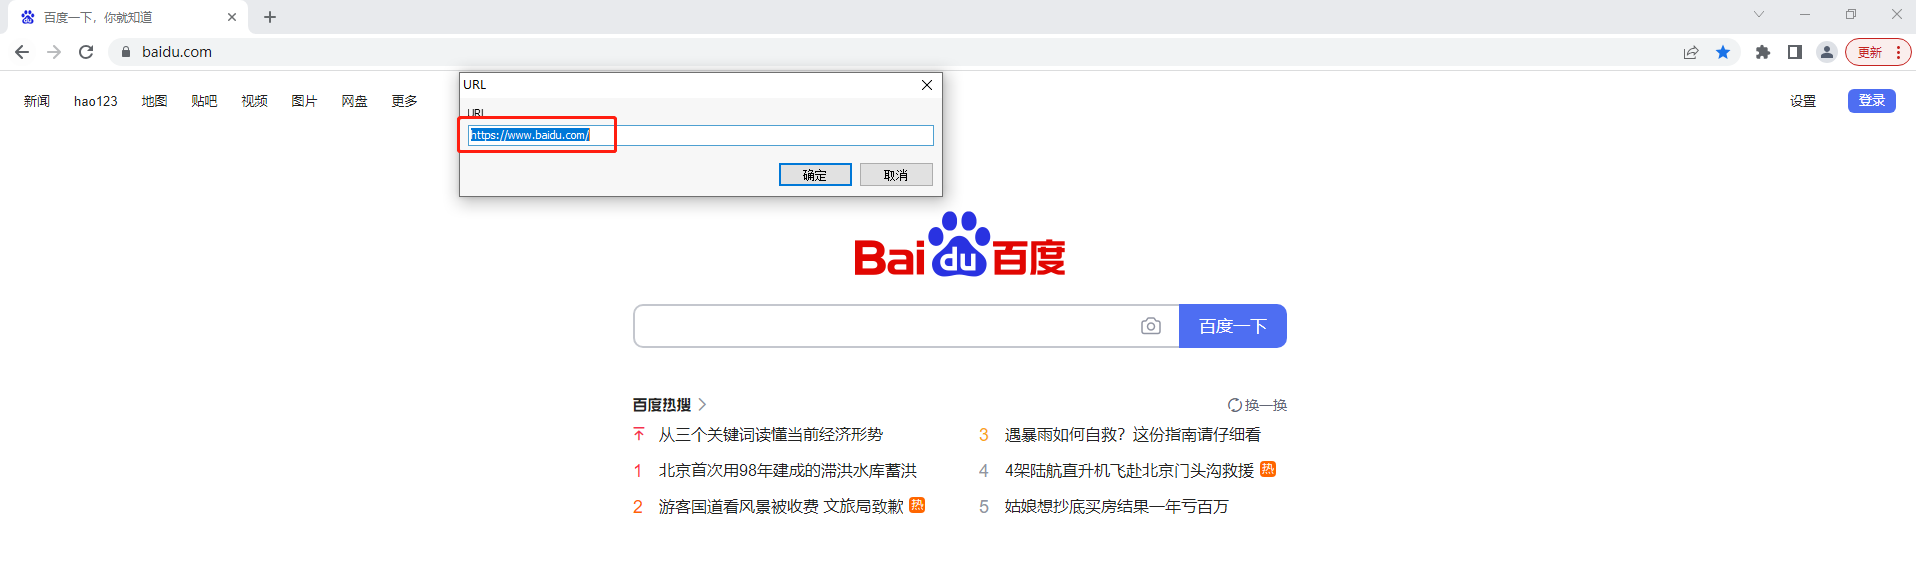 百度一下，你就知道
baidu.com
更新
URL
URL
https://www.baidu.com/
确定
取消
新闻
hao123
地图
贴吧
视频
图片
网盘
更多
设置
登录
Bai du 百度
百度一下
百度热搜
换一换
从三个关键词读懂当前经济形势
1 北京首次用98年建成的滞洪水库蓄洪
2 游客国道看风景被收费 文旅局致歉 热
3 遇暴雨如何自救？这份指南请仔细看
4 4架陆航直升机飞赴北京门头沟救援 热
5 姑娘想抄底买房结果一年亏百万